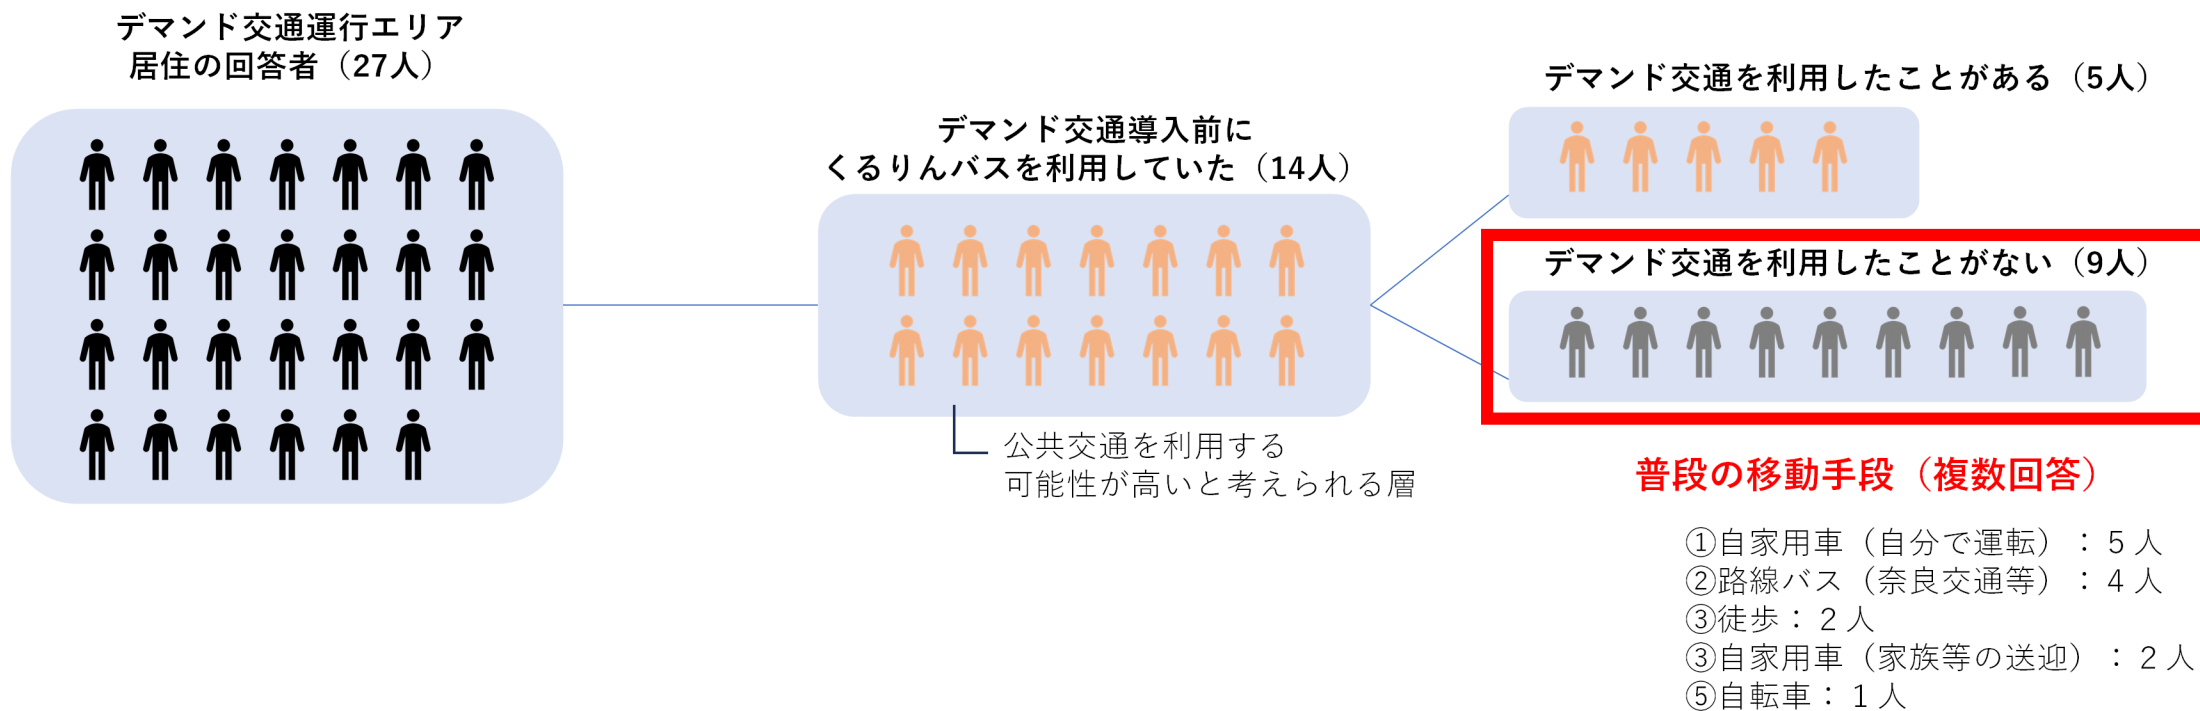 デマンド交通運行エリア
居住の回答者（27人）
デマンド交通導入前に
くるりんバスを利用していた（14人）
公共交通を利用する
可能性が高いと考えられる層
デマンド交通を利用したことがある（5人）
デマンド交通を利用したことがない（9人）
普段の移動手段（複数回答）
①自家用車（自分で運転）：５人
②路線バス（奈良交通等）：４人
③徒歩：２人
③自家用車（家族等の送迎）：２人
⑤自転車：１人